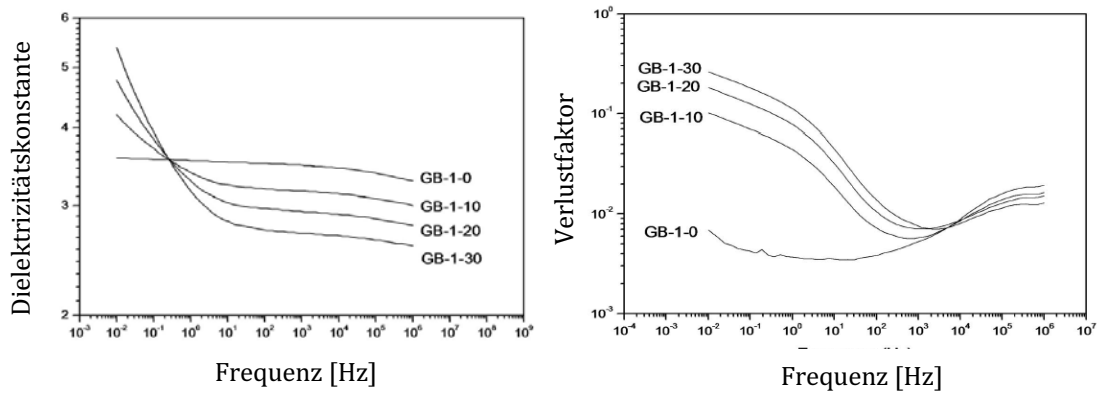 Dielektrizitätskonstante
6
5
4
3
2
GB-1-0
GB-1-10
GB-1-20
GB-1-30
10⁻³ 10⁻² 10⁻¹ 10⁰ 10¹ 10² 10³ 10⁴ 10⁵ 10⁶ 10⁷ 10⁸ 10⁹
Frequenz [Hz]
Verlustfaktor
10⁰
10⁻¹
10⁻²
10⁻³
GB-1-30
GB-1-20
GB-1-10
GB-1-0
10⁻⁴ 10⁻³ 10⁻² 10⁻¹ 10⁰ 10¹ 10² 10³ 10⁴ 10⁵ 10⁶ 10⁷
Frequenz [Hz]